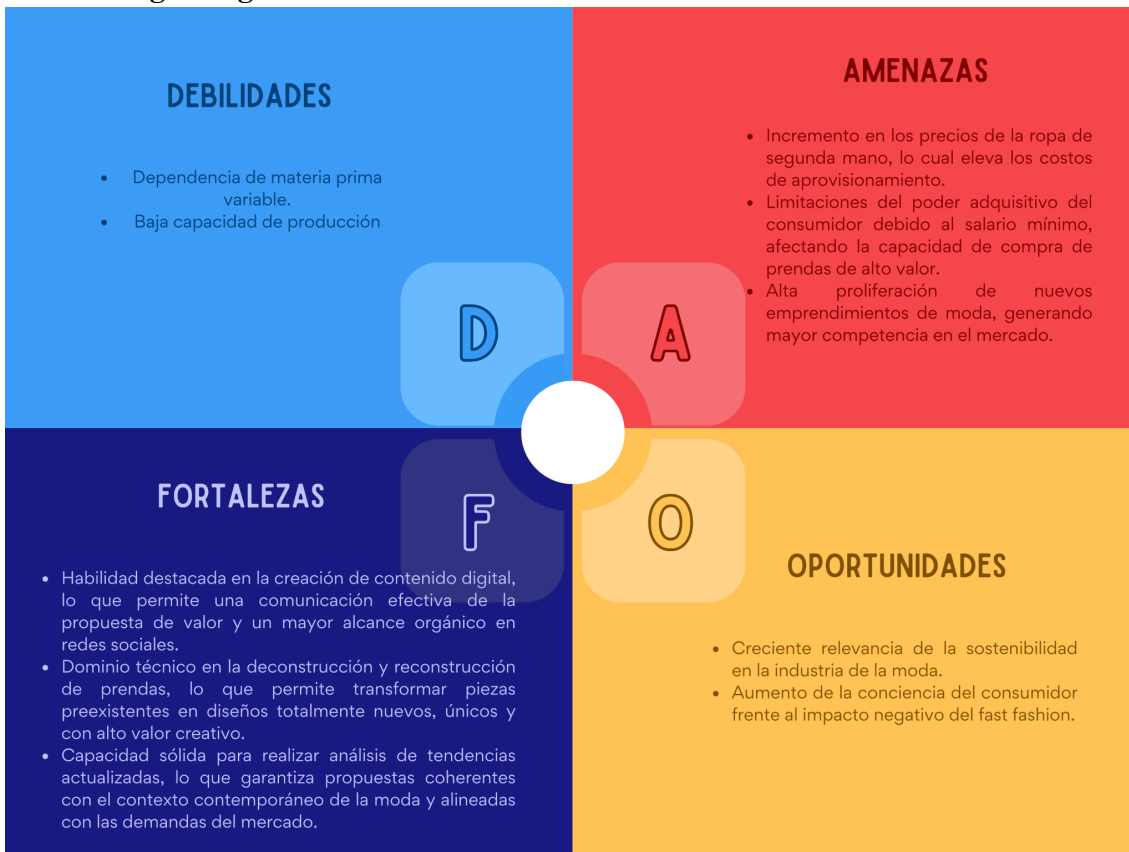 DEBILIDADES
• Dependencia de materia prima
variable.
• Baja capacidad de producción
D
AMENAZAS
• Incremento en los precios de la ropa de
segunda mano, lo cual eleva los costos
de aprovisionamiento.
• Limitaciones del poder adquisitivo del
consumidor debido al salario mínimo,
afectando la capacidad de compra de
prendas de alto valor.
• Alta proliferación de nuevos
emprendimientos de moda, generando
mayor competencia en el mercado.
A
FORTALEZAS
F
• Habilidad destacada en la creación de contenido digital,
lo que permite una comunicación efectiva de la
propuesta de valor y un mayor alcance orgánico en
redes sociales.
• Dominio técnico en la deconstrucción y reconstrucción
de prendas, lo que permite transformar piezas
preexistentes en diseños totalmente nuevos, únicos y
con alto valor creativo.
• Capacidad sólida para realizar análisis de tendencias
actualizadas, lo que garantiza propuestas coherentes
con el contexto contemporáneo de la moda y alineadas
con las demandas del mercado.
O
OPORTUNIDADES
• Creciente relevancia de la sostenibilidad
en la industria de la moda.
• Aumento de la conciencia del consumidor
frente al impacto negativo del fast fashion.